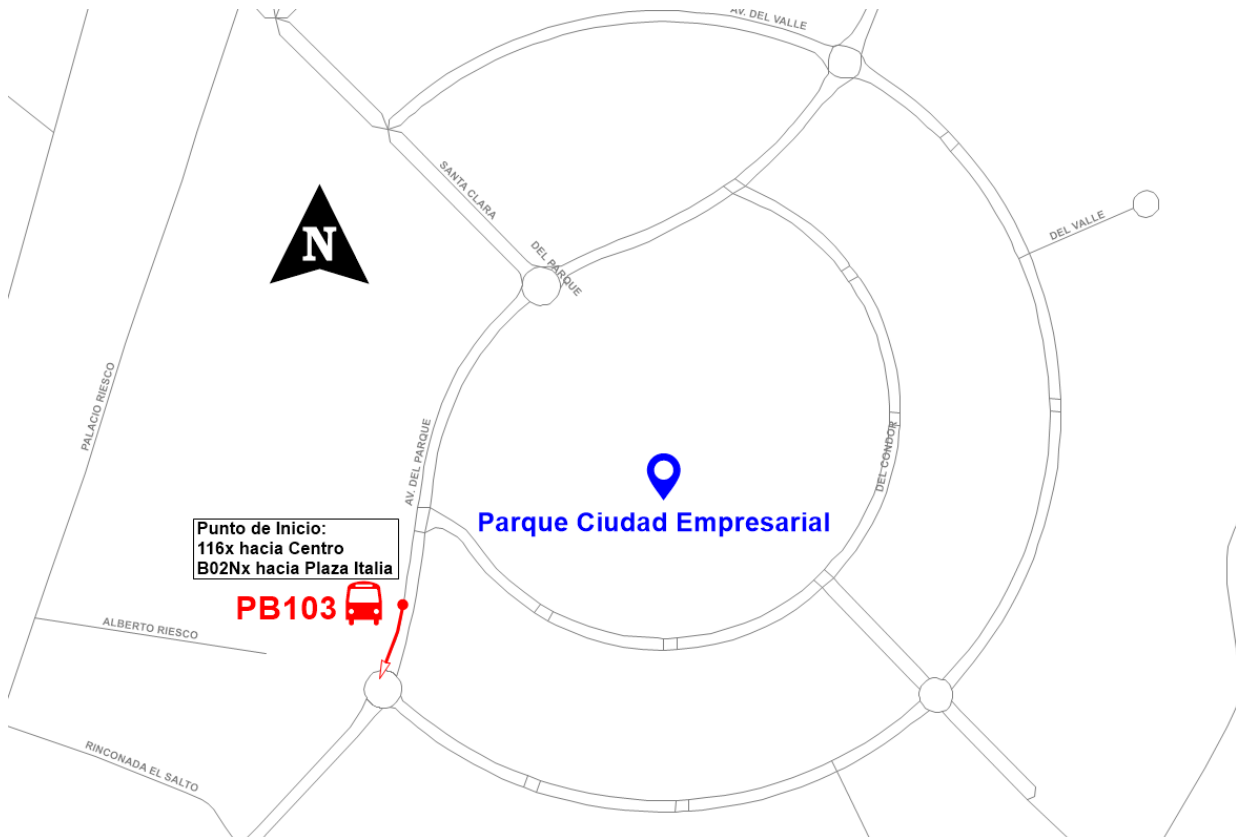 AV. DEL VALLE
SANTA CLARA
N
DEL VALLE
DEL PARQUE
PALACIO RIESCO
AV. DEL PARQUE
DEL CONDOR
Parque Ciudad Empresarial
Punto de Inicio:
116x hacia Centro
B02Nx hacia Plaza Italia
PB103
ALBERTO RIESCO
RINCONADA EL SALTO